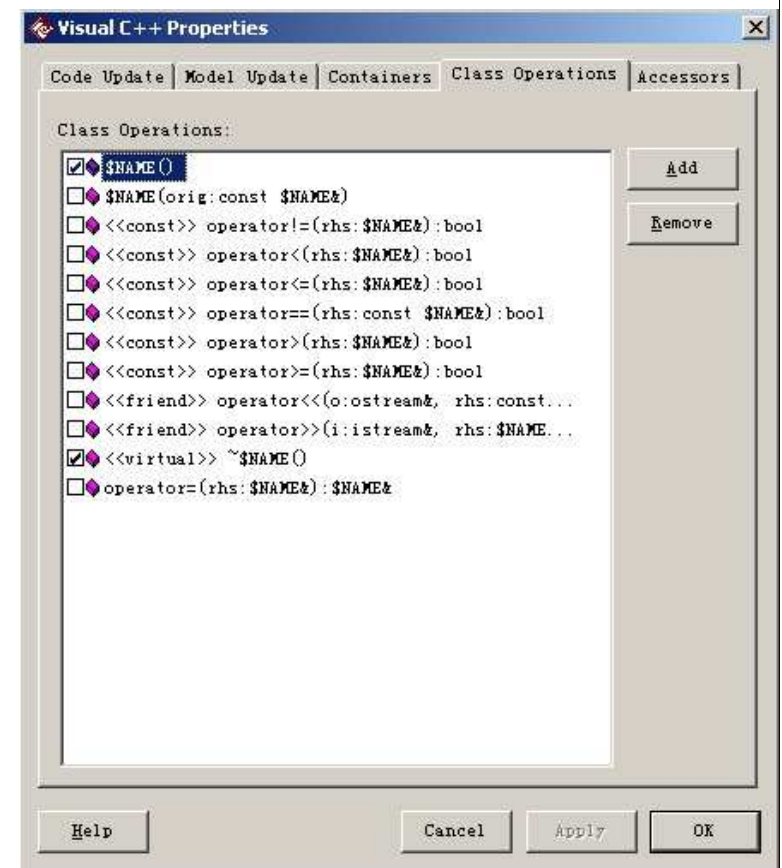 Visual C++ Properties
Code Update Model Update Containers Class Operations Accessors
Class Operations:
$NAME()
$NAME(orig:const $NAME&)
<<const>> operator!=(rhs:$NAME&):bool
<<const>> operator<(rhs:$NAME&):bool
<<const>> operator<=(rhs:$NAME&):bool
<<const>> operator==(rhs:const $NAME&):bool
<<const>> operator>(rhs:$NAME&):bool
<<const>> operator>=(rhs:$NAME&):bool
<<friend>> operator<<(o:ostream&, rhs:const...
<<friend>> operator>>(i:istream&, rhs:$NAME...
<<virtual>> ~$NAME()
operator=(rhs:$NAME&):$NAME&
Add
Remove
Help Cancel Apply OK